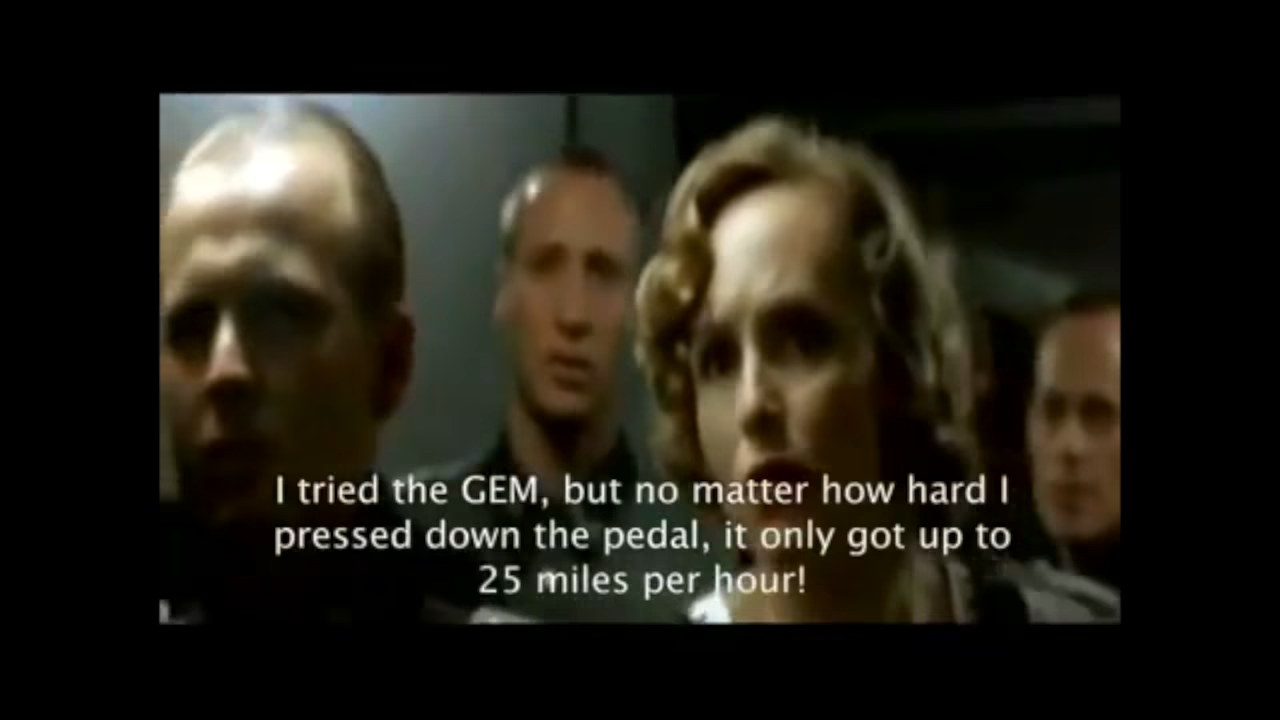 I tried the GEM, but no matter how hard I
pressed down the pedal, it only got up to
25 miles per hour!